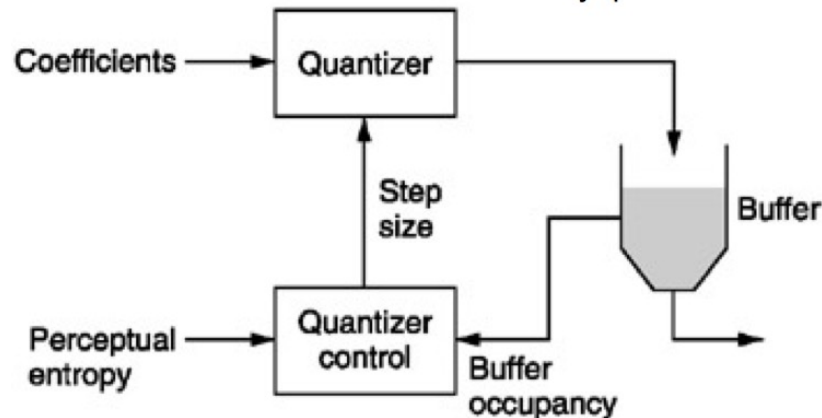 Coefficients
Quantizer
Step
size
Buffer
Perceptual
entropy
Quantizer
control
Buffer
occupancy